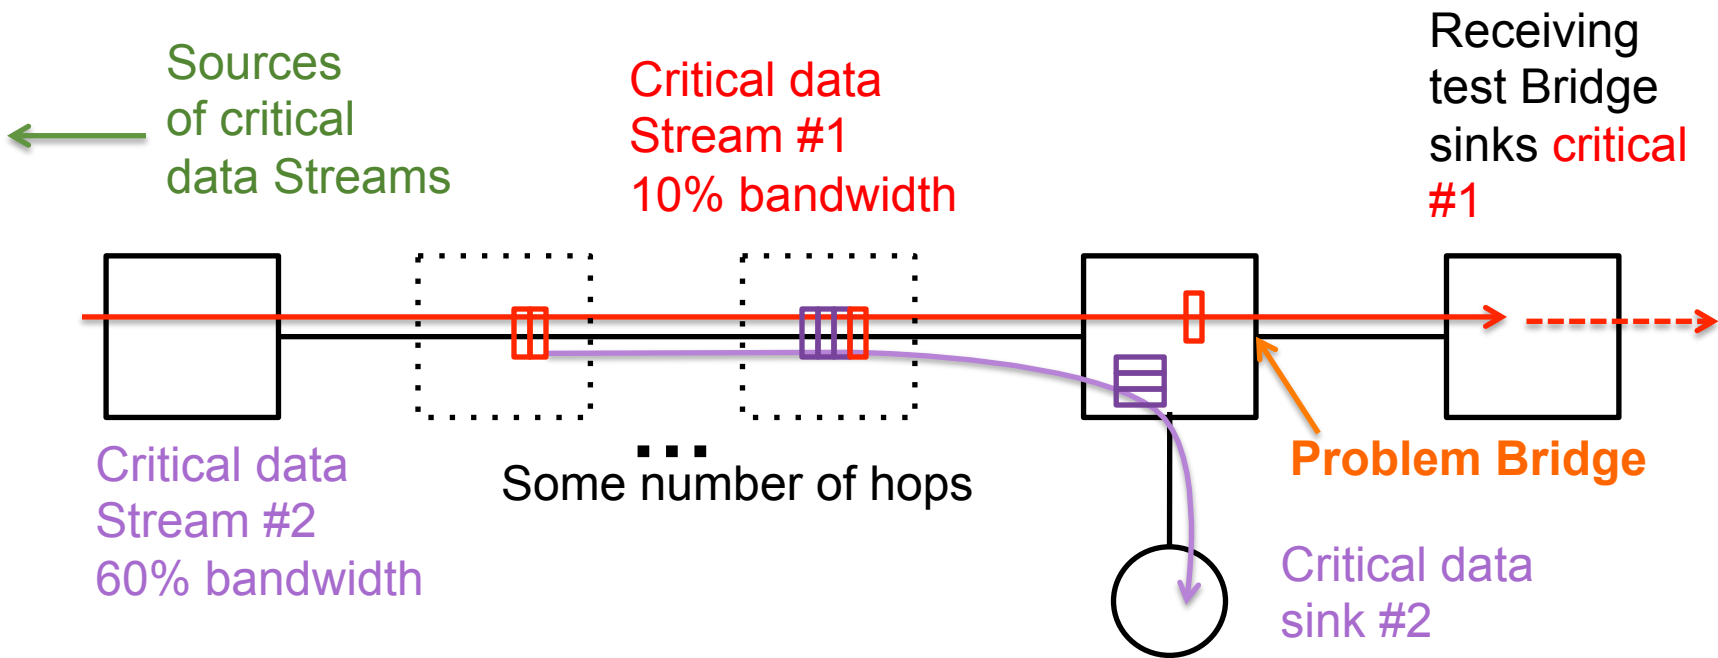 Sources
of critical
data Streams
Critical data
Stream #1
10% bandwidth
Receiving
test Bridge
sinks critical
#1
Critical data
Stream #2
60% bandwidth
...
Some number of hops
Problem Bridge
Critical data
sink #2